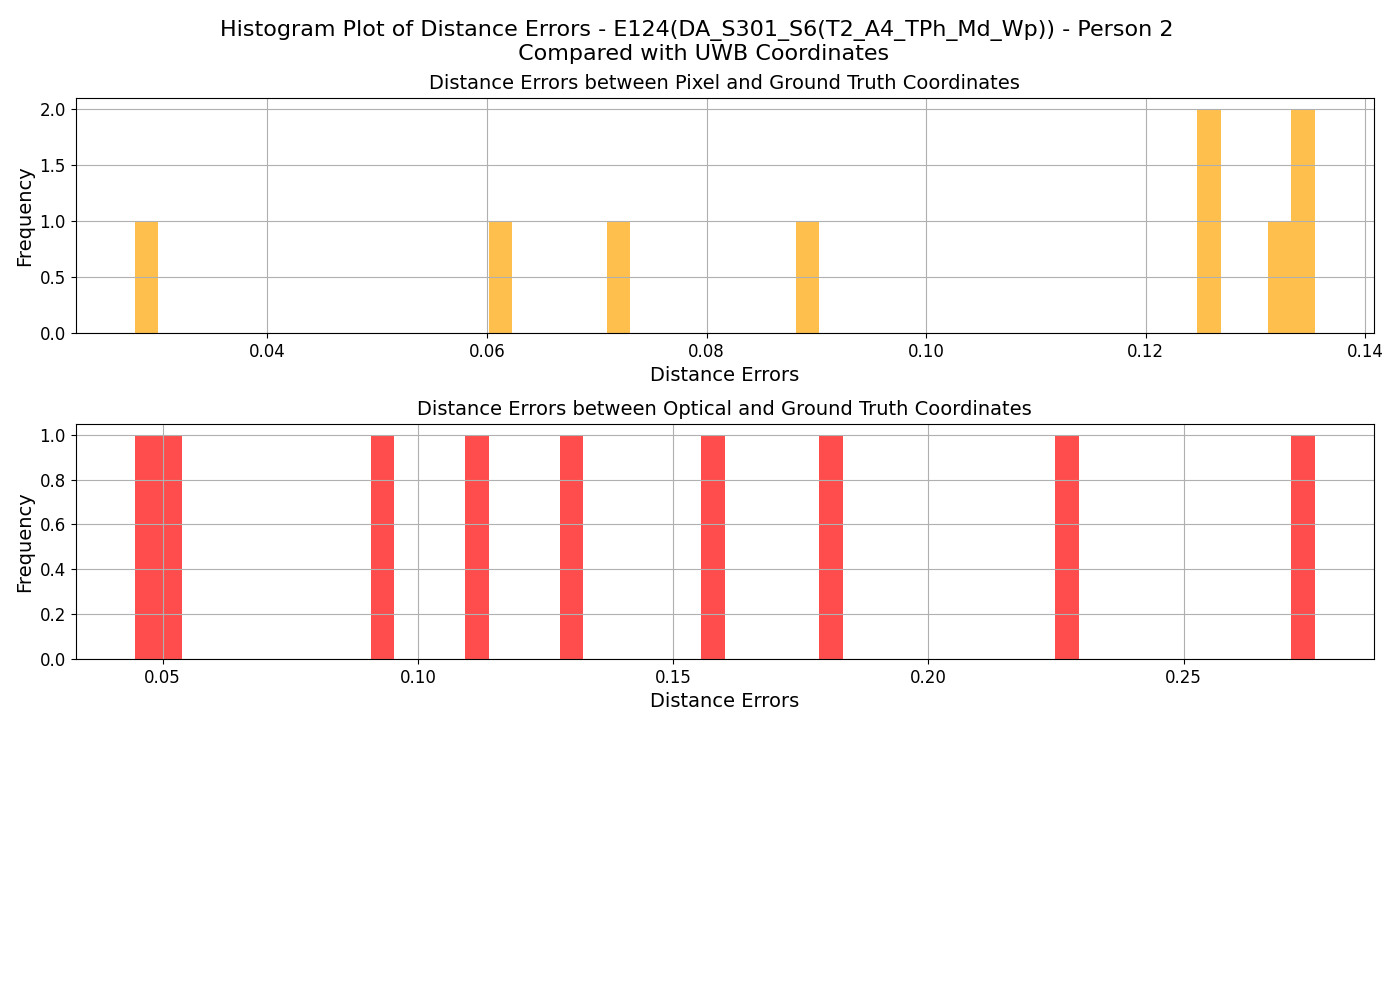 Histogram Plot of Distance Errors - E124(DA_S301_S6(T2_A4_TPh_Md_Wp)) - Person 2
Compared with UWB Coordinates
Distance Errors between Pixel and Ground Truth Coordinates
2.0
1.5
1.0
0.5
0.0
Frequency
0.04 0.06 0.08 0.10 0.12 0.14
Distance Errors
Distance Errors between Optical and Ground Truth Coordinates
1.0
0.8
0.6
0.4
0.2
0.0
Frequency
0.05 0.10 0.15 0.20 0.25
Distance Errors